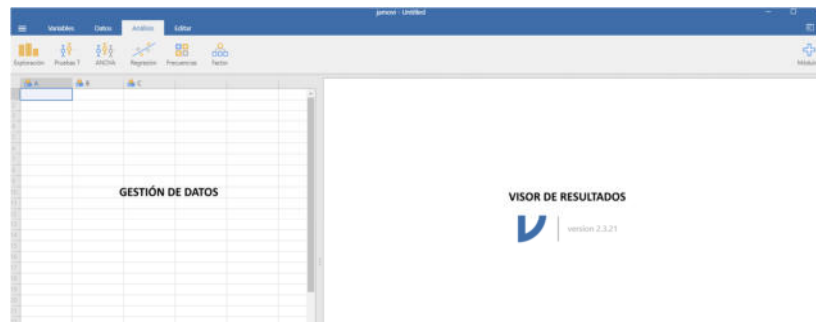 jamovi - Untitled
Variables Datos Análisis Editar
Exploración Pruebas T ANOVA Regresión Frecuencias Factor
A B C
GESTIÓN DE DATOS
VISOR DE RESULTADOS
version 2.3.21